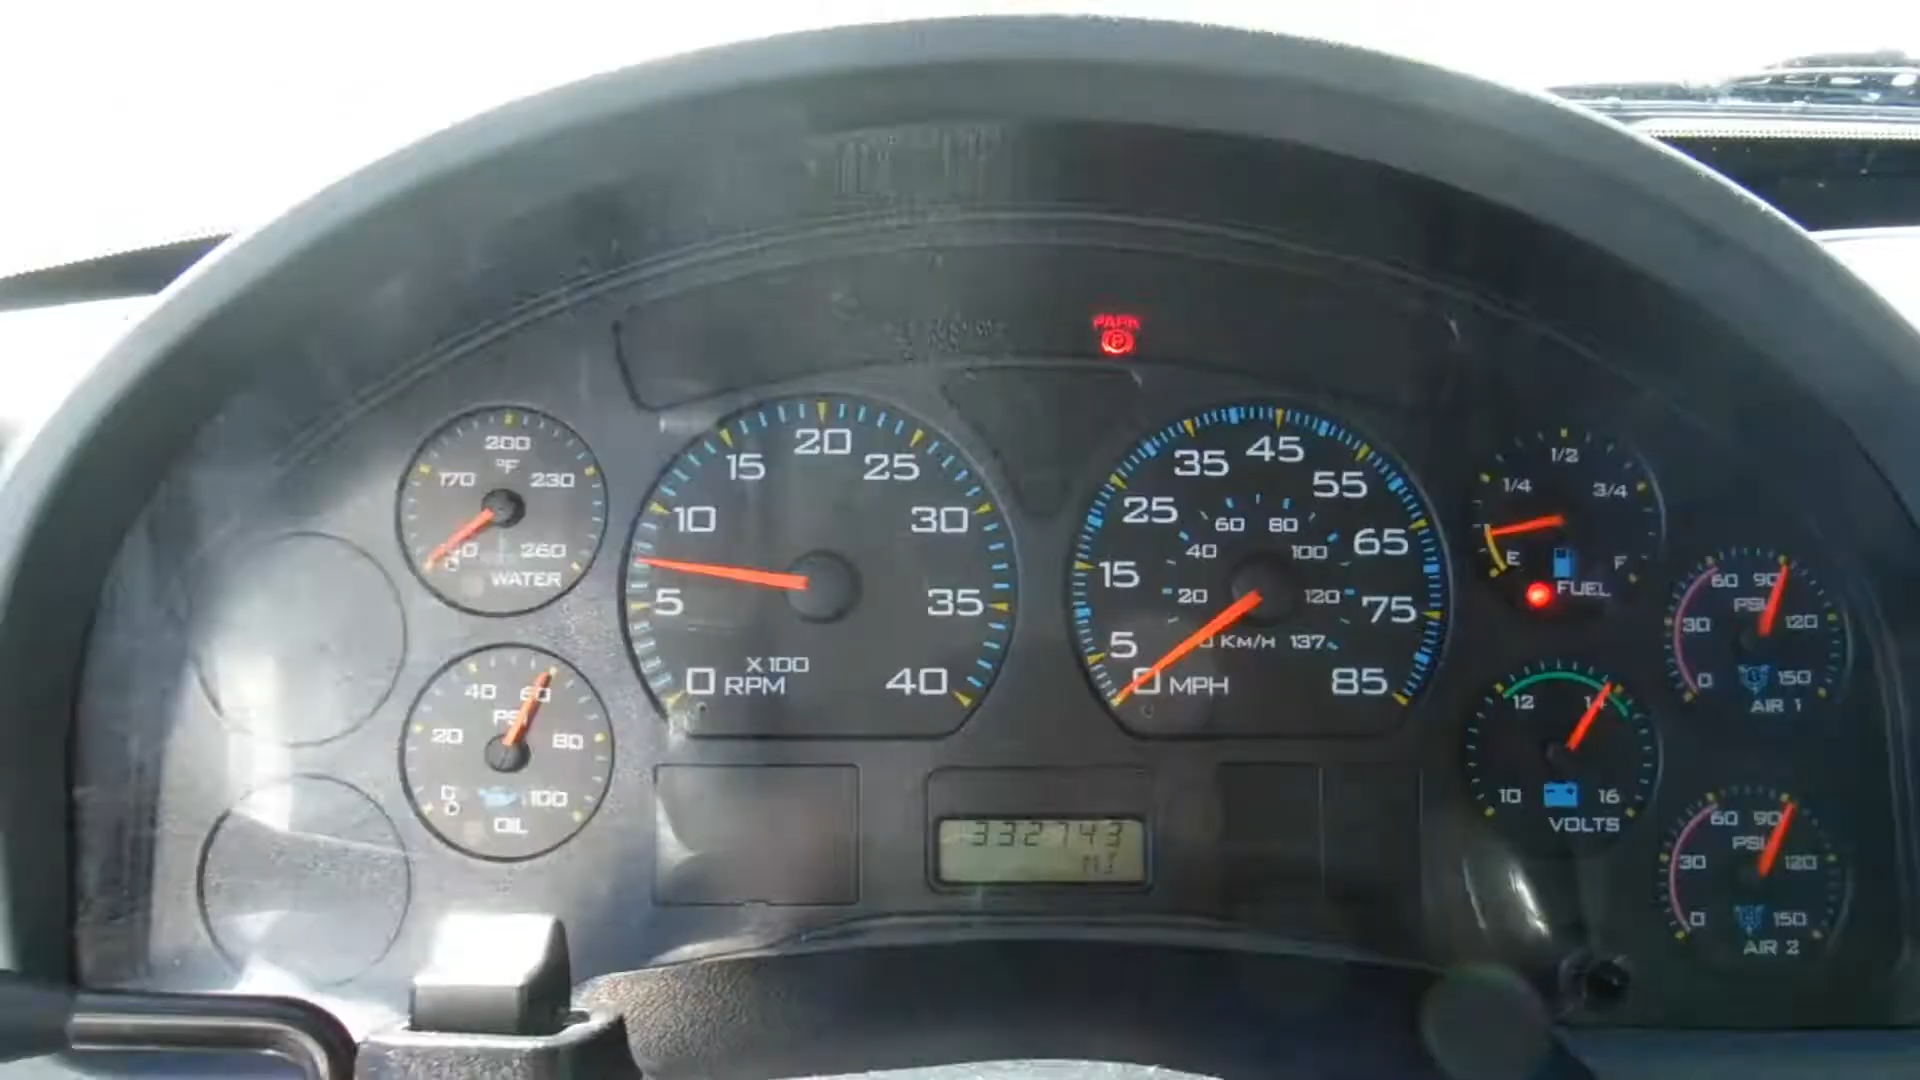 PARK
P
200
°F
170 230
260
WATER
40 60
PSI
20 80
0 100
OIL
20
15 25
10 30
5 35
0 40
X100
RPM
45
35 55
25 65
15 75
5 85
0 MPH
60 80
40 100
20 120
KM/H 137
1/2
1/4 3/4
E F
FUEL
12 14
10 16
VOLTS
60 90
PSI
30 120
0 150
AIR 1
60 90
PSI
30 120
0 150
AIR 2
332743
MI